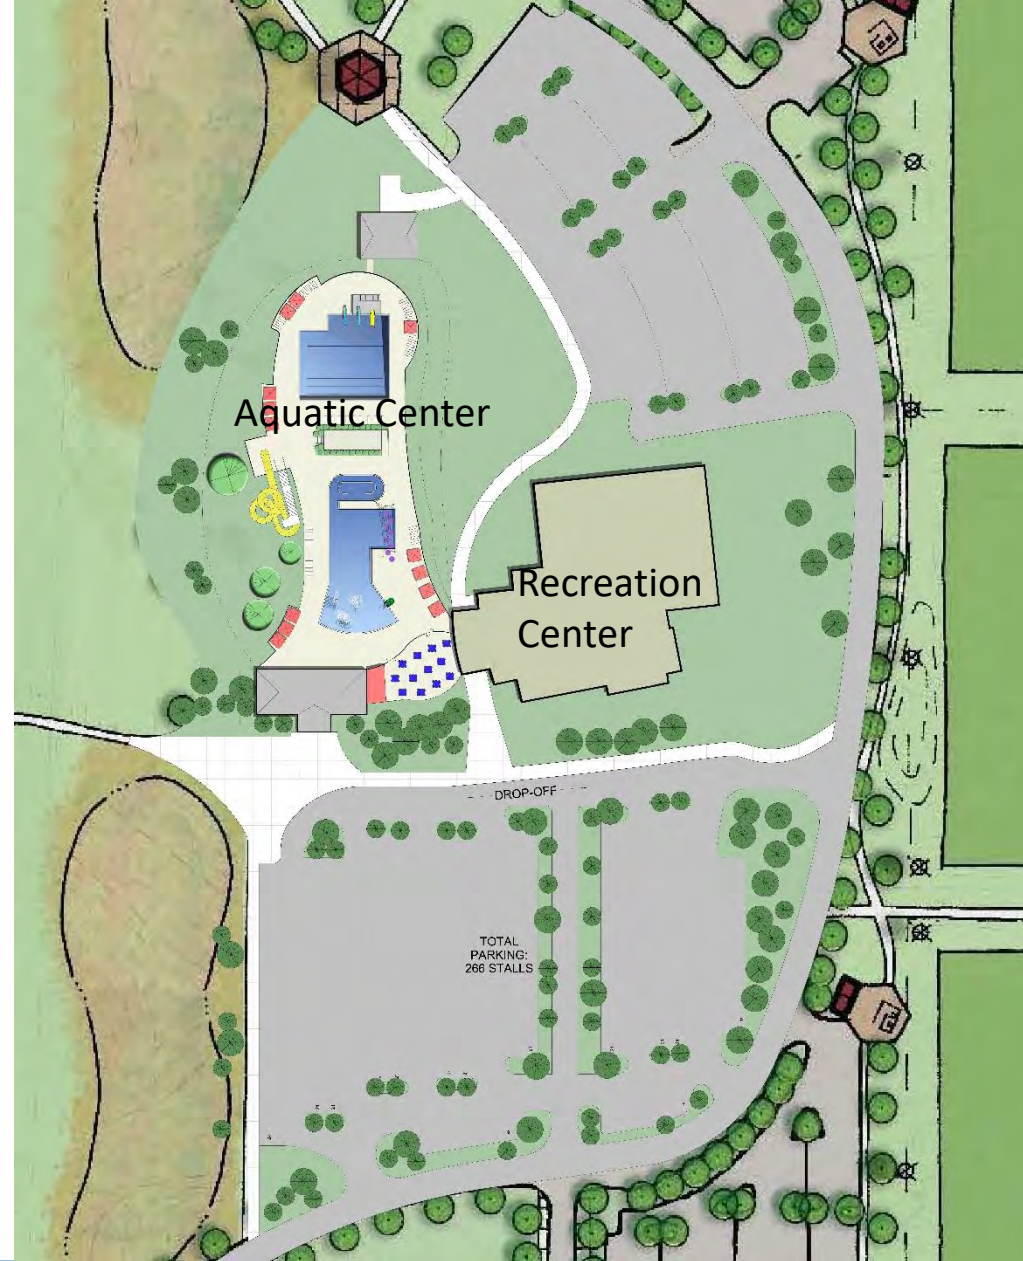 Aquatic Center
Recreation
Center
DROP-OFF
TOTAL
PARKING:
266 STALLS